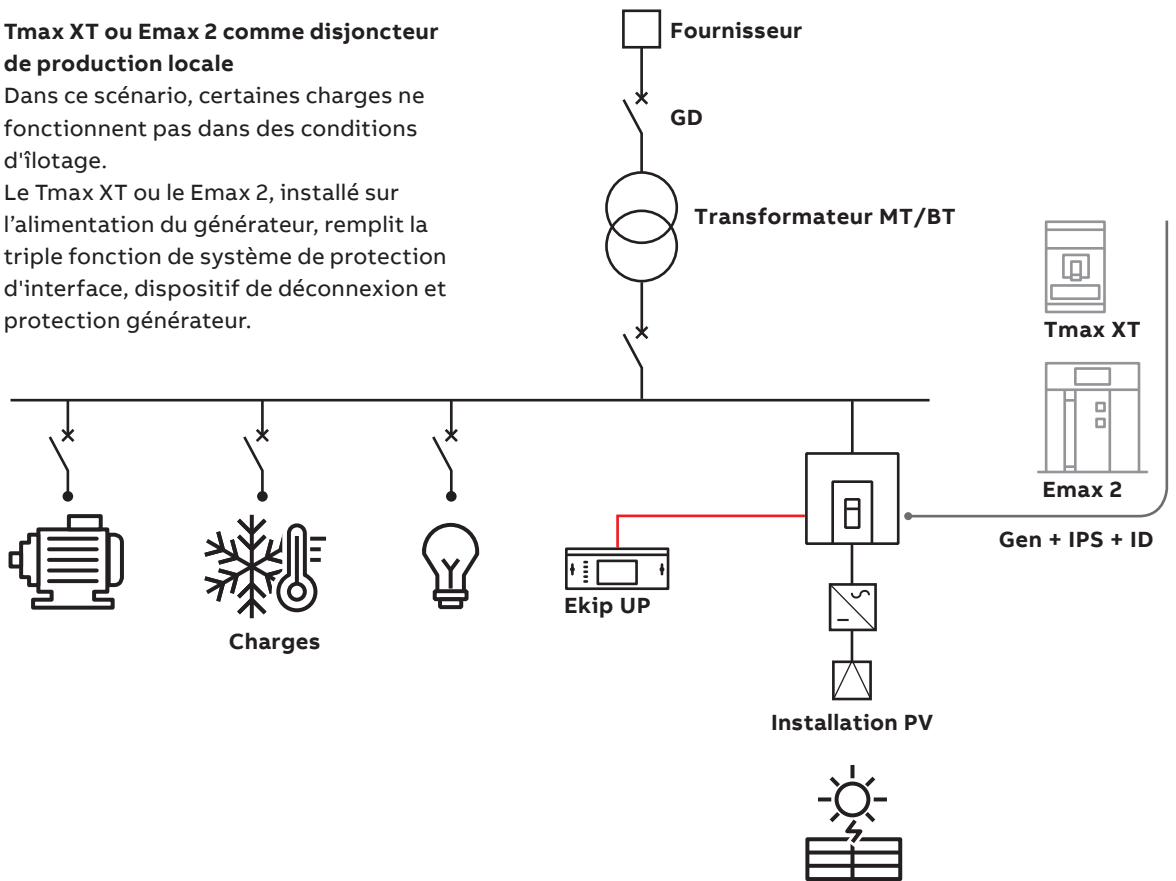 Tmax XT ou Emax 2 comme disjoncteur
de production locale
Dans ce scénario, certaines charges ne
fonctionnent pas dans des conditions
d'îlotage.
Le Tmax XT ou le Emax 2, installé sur
l’alimentation du générateur, remplit la
triple fonction de système de protection
d'interface, dispositif de déconnexion et
protection générateur.
Fournisseur
GD
Transformateur MT/BT
Tmax XT
Emax 2
Gen + IPS + ID
Ekip UP
Charges
Installation PV